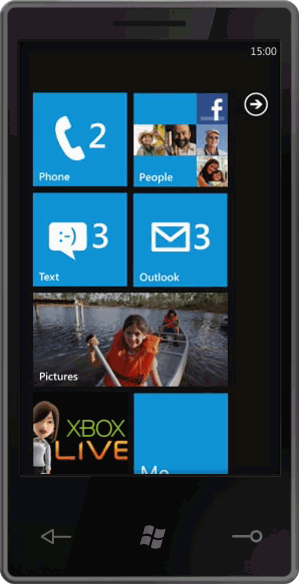 15:00
2
Phone
f
People
:-)
3
Text
3
Outlook
Pictures
XBOX
LIVE
Me